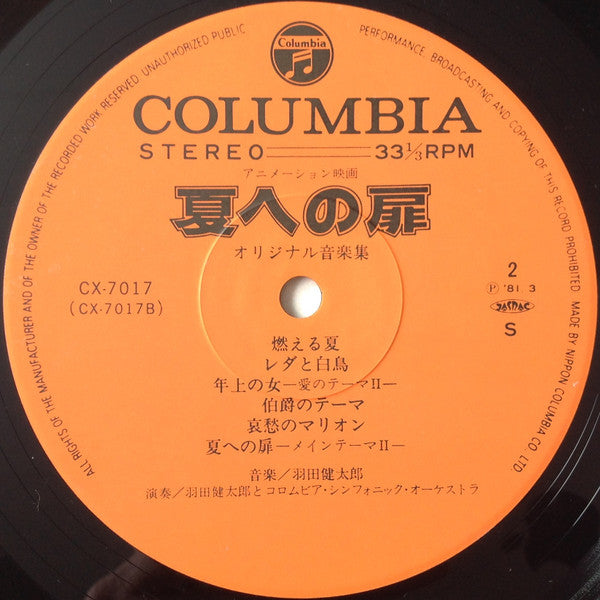 ALL RIGHTS OF THE MANUFACTURER AND OF THE OWNER OF THE RECORDED WORK RESERVED. UNAUTHORIZED PUBLIC PERFORMANCE, BROADCASTING AND COPYING OF THIS RECORD PROHIBITED. MADE BY NIPPON COLUMBIA CO., LTD.
Columbia
COLUMBIA
STEREO 33⅓RPM
アニメーション映画
夏への扉
オリジナル音楽集
CX-7017
(CX-7017B)
2
Ⓟ '81. 3
JASRAC
S
燃える夏
レダと白鳥
年上の女—愛のテーマII—
伯爵のテーマ
哀愁のマリオン
夏への扉—メインテーマII—
音楽/羽田健太郎
演奏/羽田健太郎とコロムビア・シンフォニック・オーケストラ